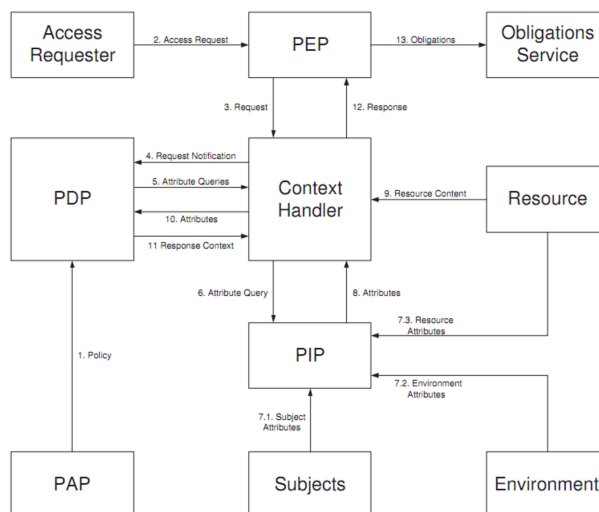 Access
Requester
2. Access Request
PEP
13. Obligations
Obligations
Service
3. Request
12. Response
PDP
4. Request Notification
5. Attribute Queries
10. Attributes
11 Response Context
Context
Handler
9. Resource Content
Resource
6. Attribute Query
8. Attributes
1. Policy
PIP
7.3. Resource
Attributes
7.2. Environment
Attributes
7.1. Subject
Attributes
PAP
Subjects
Environment